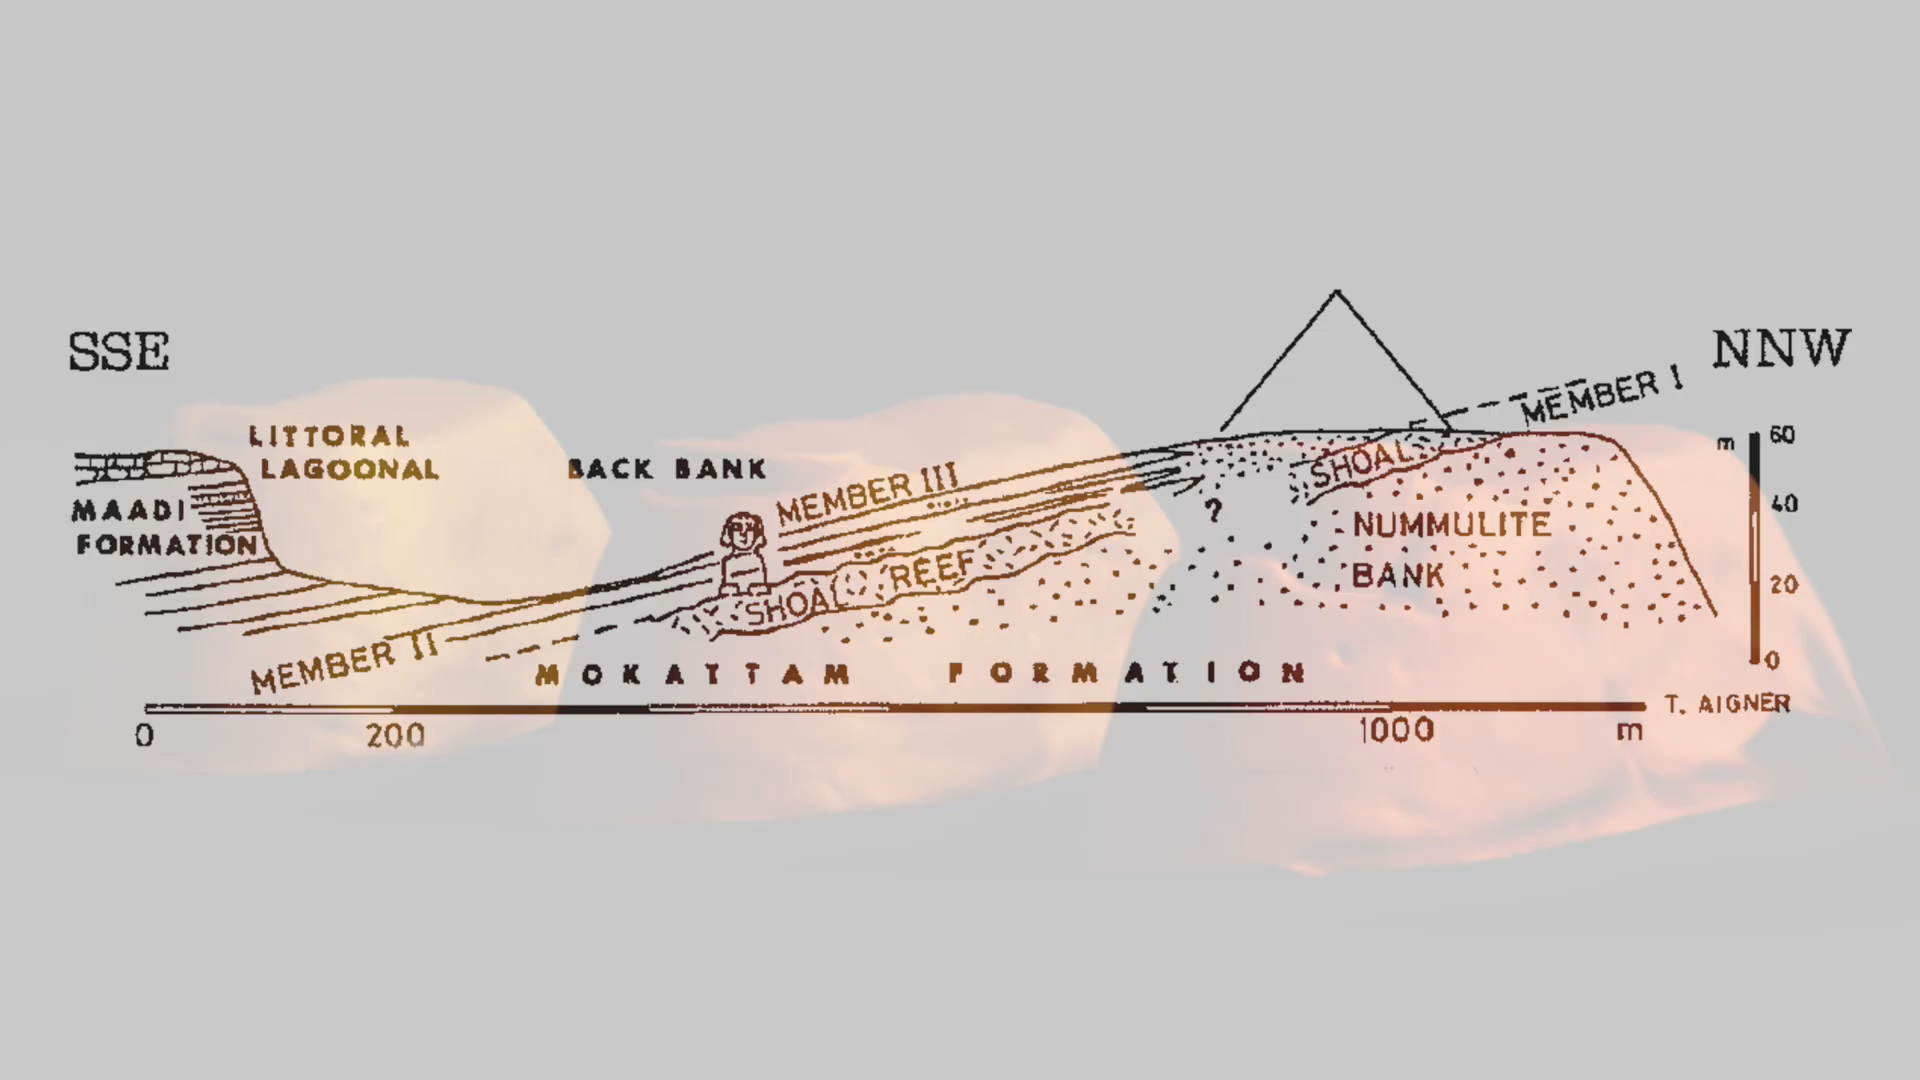 SSE
NNW
LITTORAL
LAGOONAL
BACK BANK
MAADI
FORMATION
MEMBER III
MEMBER I
SHOAL
?
NUMMULITE
BANK
SHOAL REEF
MEMBER II
MOKATTAM FORMATION
m 60
40
20
0
T. AIGNER
0 200 1000 m